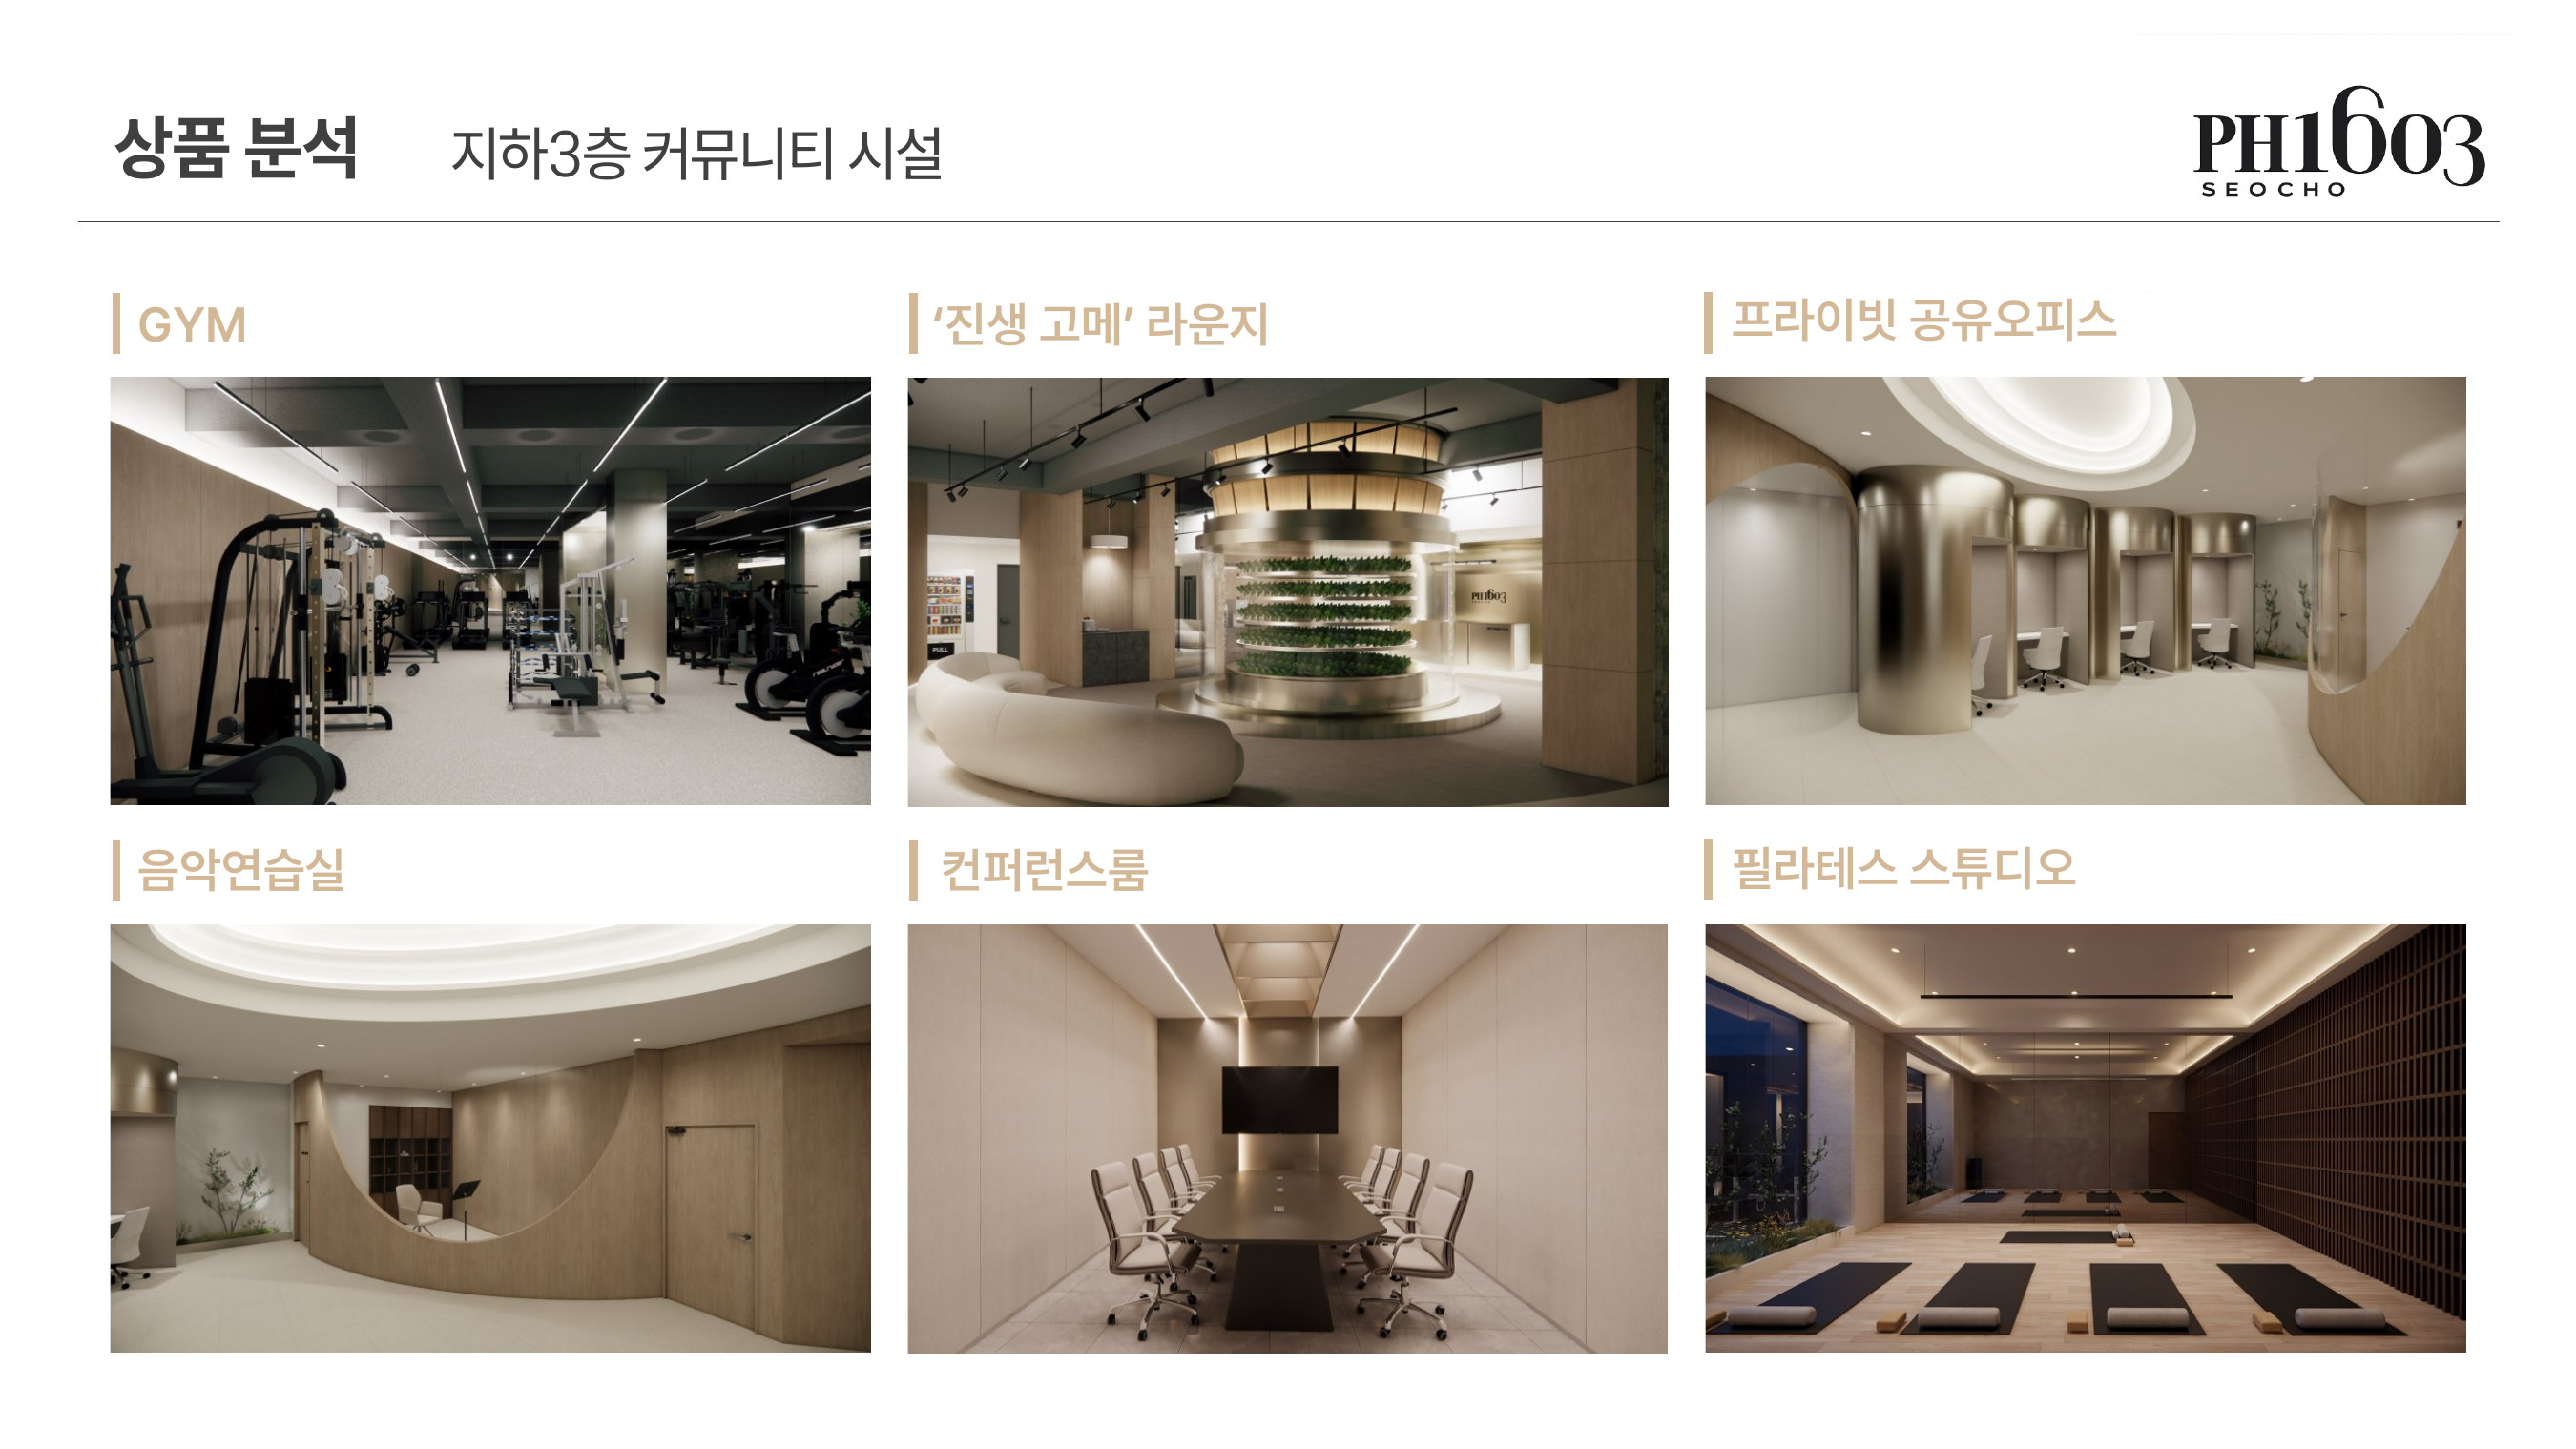 상품 분석 지하3층 커뮤니티 시설
PH1603
SEOCHO
GYM
‘진생 고메’ 라운지
프라이빗 공유오피스
PULL
PH1603
음악연습실
컨퍼런스룸
필라테스 스튜디오